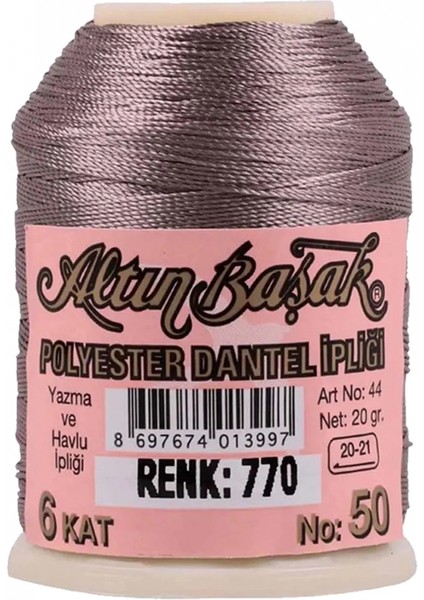 Altın Başak ®
POLYESTER DANTEL İPLİĞİ
Yazma
ve
Havlu
İpliği
8 697674 013997
Art No: 44
Net: 20 gr.
20-21
RENK: 770
6 KAT
No: 50